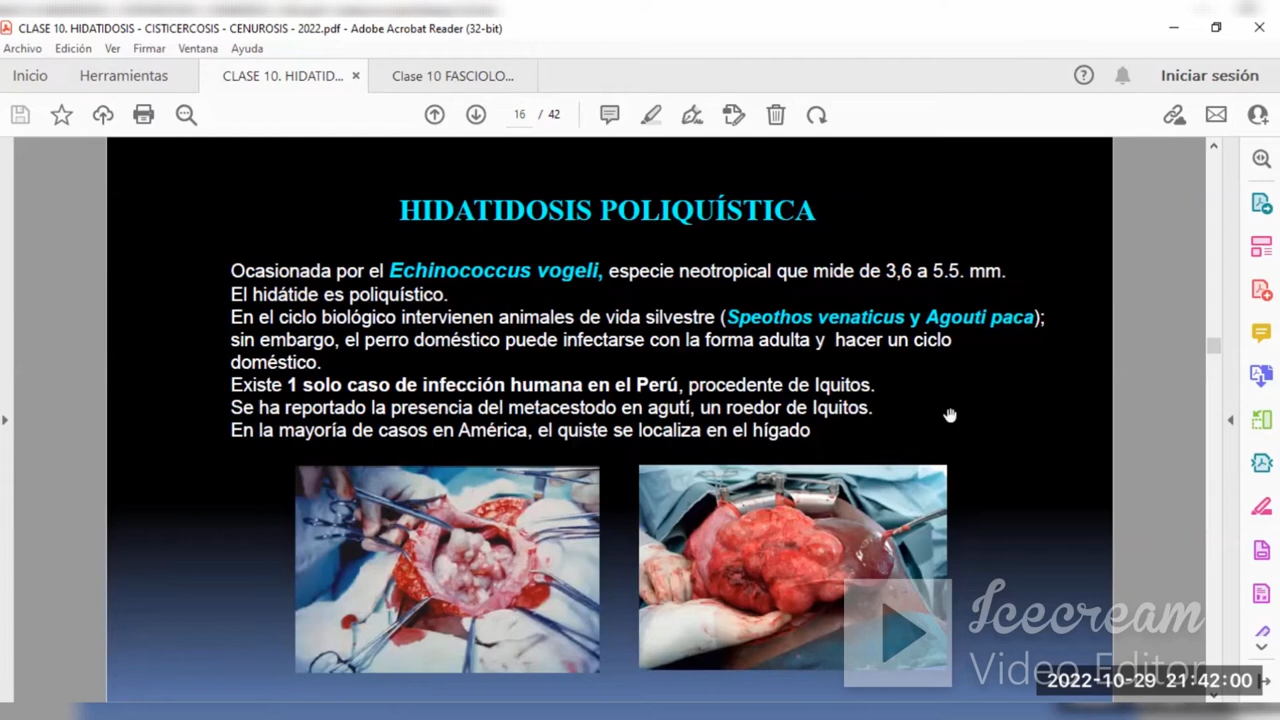 CLASE 10. HIDATIDOSIS - CISTICERCOSIS - CENUROSIS - 2022.pdf - Adobe Acrobat Reader (32-bit)
Archivo Edición Ver Firmar Ventana Ayuda
Inicio Herramientas CLASE 10. HIDATID... × Clase 10 FASCIOLO... Iniciar sesión
16 / 42
HIDATIDOSIS POLIQUÍSTICA
Ocasionada por el Echinococcus vogeli, especie neotropical que mide de 3,6 a 5.5. mm.
El hidátide es poliquístico.
En el ciclo biológico intervienen animales de vida silvestre (Speothos venaticus y Agouti paca);
sin embargo, el perro doméstico puede infectarse con la forma adulta y hacer un ciclo
doméstico.
Existe 1 solo caso de infección humana en el Perú, procedente de Iquitos.
Se ha reportado la presencia del metacestodo en agutí, un roedor de Iquitos.
En la mayoría de casos en América, el quiste se localiza en el hígado
Icecream
Video Editor
2022-10-29 21:42:00